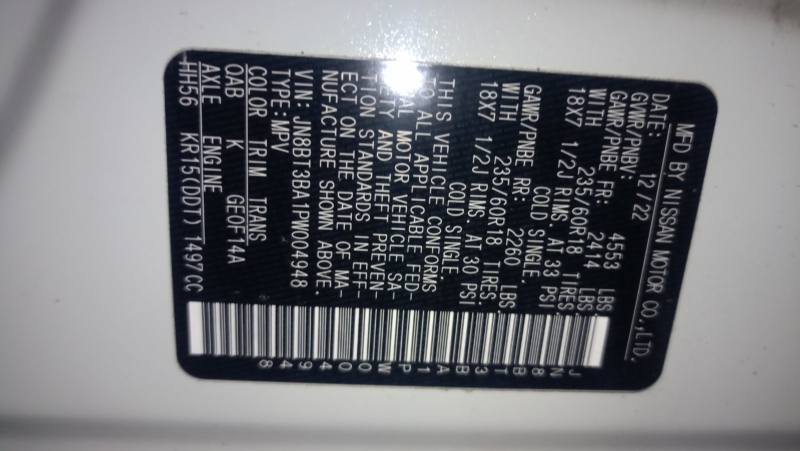 MFD BY NISSAN MOTOR CO.,LTD.
DATE: 12/22
GVWR/PNBV: 4553 LBS
GAWR/PNBE FR: 2414 LBS.
WITH 235/60R18 TIRES,
18X7 1/2J RIMS. AT 33 PSI
COLD SINGLE.
GAWR/PNBE RR: 2260 LBS.
WITH 235/60R18 TIRES.
18X7 1/2J RIMS. AT 30 PSI
COLD SINGLE.
THIS VEHICLE CONFORMS
TO ALL APPLICABLE FED-
AL MOTOR VEHICLE SA-
ETY AND THEFT PREVEN-
TION STANDARDS IN EFF-
ECT ON THE DATE OF MA-
NUFACTURE SHOWN ABOVE.
VIN: JN8BT3BA1PW004948
TYPE: MPV
COLOR TRIM TRANS
QAB K GE0F14A
AXLE ENGINE
HH56 KR15(DDT) 1497CC
JN8BT3BA1PW004948